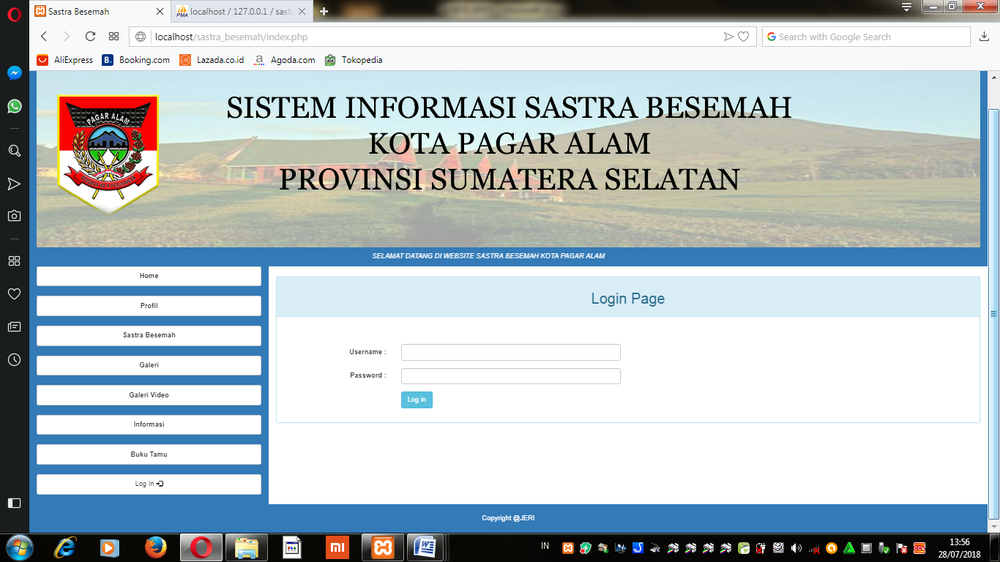 Sastra Besemah
localhost / 127.0.0.1 / sast
localhost/sastra_besemah/index.php
Search with Google Search
AliExpress
Booking.com
Lazada.co.id
Agoda.com
Tokopedia
PAGAR ALAM
SISTEM INFORMASI SASTRA BESEMAH
KOTA PAGAR ALAM
PROVINSI SUMATERA SELATAN
SELAMAT DATANG DI WEBSITE SASTRA BESEMAH KOTA PAGAR ALAM
Home
Profil
Sastra Besemah
Galeri
Galeri Video
Informasi
Buku Tamu
Log In
Login Page
Username :
Password :
Log in
Copyright @JERI
IN
13:56
28/07/2018